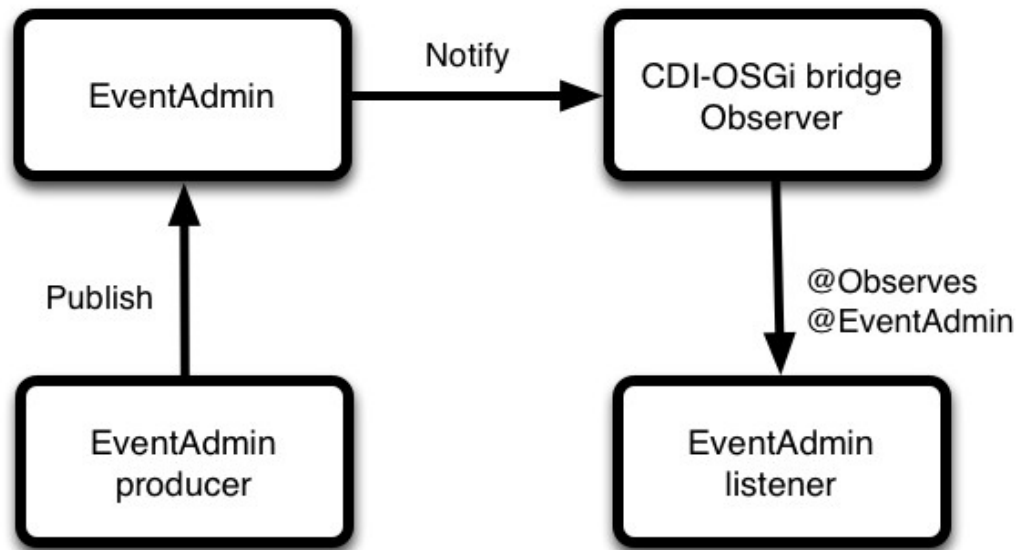 EventAdmin
Notify
CDI-OSGi bridge
Observer
Publish
@Observes
@EventAdmin
EventAdmin
producer
EventAdmin
listener